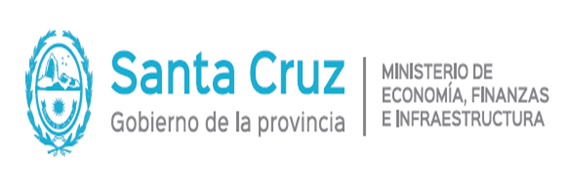 Santa Cruz
Gobierno de la provincia
MINISTERIO DE
ECONOMÍA, FINANZAS
E INFRAESTRUCTURA